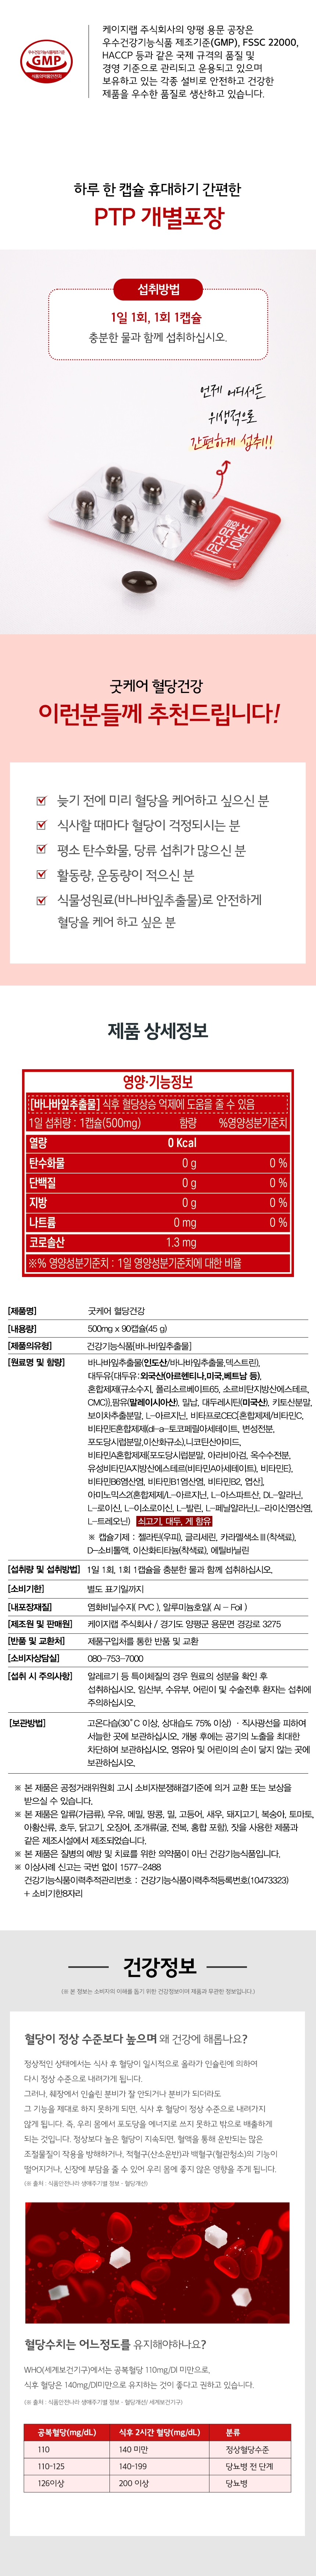 우수건강기능식품제조기준
GMP
식품의약품안전처
케이지랩 주식회사의 양평 용문 공장은
우수건강기능식품 제조기준(GMP), FSSC 22000,
HACCP 등과 같은 국제 규격의 품질 및
경영 기준으로 관리되고 운용되고 있으며
보유하고 있는 각종 설비로 안전하고 건강한
제품을 우수한 품질로 생산하고 있습니다.
하루 한 캡슐 휴대하기 간편한
PTP 개별포장
섭취방법
1일 1회, 1회 1캡슐
충분한 물과 함께 섭취하십시오.
언제 어디서든
위생적으로
간편하게 섭취!!
굿케어
혈당건강
굿케어 혈당건강
이런분들께 추천드립니다!
늦기 전에 미리 혈당을 케어하고 싶으신 분
식사할 때마다 혈당이 걱정되시는 분
평소 탄수화물, 당류 섭취가 많으신 분
활동량, 운동량이 적으신 분
식물성원료(바나바잎추출물)로 안전하게
혈당을 케어 하고 싶은 분
제품 상세정보
영양·기능정보
[바나바잎추출물] 식후 혈당상승 억제에 도움을 줄 수 있음
1일 섭취량 : 1캡슐(500mg) 함량 %영양성분기준치
열량 0 Kcal
탄수화물 0 g 0 %
단백질 0 g 0 %
지방 0 g 0 %
나트륨 0 mg 0 %
코로솔산 1.3 mg
※% 영양성분기준치 : 1일 영양성분기준치에 대한 비율
[제품명] 굿케어 혈당건강
[내용량] 500mg x 90캡슐(45 g)
[제품의유형] 건강기능식품[바나바잎추출물]
[원료명 및 함량] 바나바잎추출물{인도산/바나바잎추출물,덱스트린},
대두유{대두유:외국산(아르헨티나,미국,베트남 등),
혼합제제[규소수지, 폴리소르베이트65, 소르비탄지방산에스테르,
CMC]},팜유(말레이시아산), 밀납, 대두레시틴(미국산), 키토산분말,
보이차추출분말, L-아르지닌, 비타프로CEC[혼합제제/비타민C,
비타민E혼합제제(dl-a-토코페릴아세테이트, 변성전분,
포도당시럽분말,이산화규소),니코틴산아미드,
비타민A혼합제제(포도당시럽분말, 아라비아검, 옥수수전분,
유성비타민A지방산에스테르(비타민A아세테이트), 비타민E),
비타민B6염산염, 비타민B1염산염, 비타민B2, 엽산],
아미노믹스2{혼합제제/L-아르지닌, L-아스파트산, DL-알라닌,
L-로이신, L-이소로이신, L-발린, L-페닐알라닌,L-라이신염산염,
L-트레오닌} 쇠고기, 대두, 게 함유
※ 캡슐기제 : 젤라틴(우피), 글리세린, 카라멜색소Ⅲ(착색료),
D-소비톨액, 이산화티타늄(착색료), 에틸바닐린
[섭취량 및 섭취방법] 1일 1회, 1회 1캡슐을 충분한 물과 함께 섭취하십시오.
[소비기한] 별도 표기일까지
[내포장재질] 염화비닐수지( PVC ), 알루미늄호일( Al - Foil )
[제조원 및 판매원] 케이지랩 주식회사 / 경기도 양평군 용문면 경강로 3275
[반품 및 교환처] 제품구입처를 통한 반품 및 교환
[소비자상담실] 080-753-7000
[섭취 시 주의사항] 알레르기 등 특이체질의 경우 원료의 성분을 확인 후
섭취하십시오. 임산부, 수유부, 어린이 및 수술전후 환자는 섭취에
주의하십시오.
[보관방법] 고온다습(30˚C 이상, 상대습도 75% 이상) · 직사광선을 피하여
서늘한 곳에 보관하십시오. 개봉 후에는 공기의 노출을 최대한
차단하여 보관하십시오. 영유아 및 어린이의 손이 닿지 않는 곳에
보관하십시오.
※ 본 제품은 공정거래위원회 고시 소비자분쟁해결기준에 의거 교환 또는 보상을
받으실 수 있습니다.
※ 본 제품은 알류(가금류), 우유, 메밀, 땅콩, 밀, 고등어, 새우, 돼지고기, 복숭아, 토마토,
아황산류, 호두, 닭고기, 오징어, 조개류(굴, 전복, 홍합 포함), 잣을 사용한 제품과
같은 제조시설에서 제조되었습니다.
※ 본 제품은 질병의 예방 및 치료를 위한 의약품이 아닌 건강기능식품입니다.
※ 이상사례 신고는 국번 없이 1577-2488
건강기능식품이력추적관리번호 : 건강기능식품이력추적등록번호(10473323)
+ 소비기한8자리
건강정보
(※ 본 정보는 소비자의 이해를 돕기 위한 건강정보이며 제품과 무관한 정보입니다.)
혈당이 정상 수준보다 높으며 왜 건강에 해롭나요?
정상적인 상태에서는 식사 후 혈당이 일시적으로 올라가 인슐린에 의하여
다시 정상 수준으로 내려가게 됩니다.
그러나, 췌장에서 인슐린 분비가 잘 안되거나 분비가 되더라도
그 기능을 제대로 하지 못하게 되면, 식사 후 혈당이 정상 수준으로 내려가지
않게 됩니다. 즉, 우리 몸에서 포도당을 에너지로 쓰지 못하고 밖으로 배출하게
되는 것입니다. 정상보다 높은 혈당이 지속되면, 혈액을 통해 운반되는 많은
조절물질이 작용을 방해하거나, 적혈구(산소운반)과 백혈구(혈관청소)의 기능이
떨어지거나, 신장에 부담을 줄 수 있어 우리 몸에 좋지 않은 영향을 주게 됩니다.
(※ 출처 : 식품안전나라 생애주기별 정보 - 혈당개선)
혈당수치는 어느정도를 유지해야하나요?
WHO(세계보건기구)에서는 공복혈당 110mg/Dl 미만으로,
식후 혈당은 140mg/Dl미만으로 유지하는 것이 좋다고 권하고 있습니다.
(※ 출처 : 식품안전나라 생애주기별 정보 - 혈당개선/ 세계보건기구)
공복혈당(mg/dL) 식후 2시간 혈당(mg/dL) 분류
110 140 미만 정상혈당수준
110-125 140-199 당뇨병 전 단계
126이상 200 이상 당뇨병